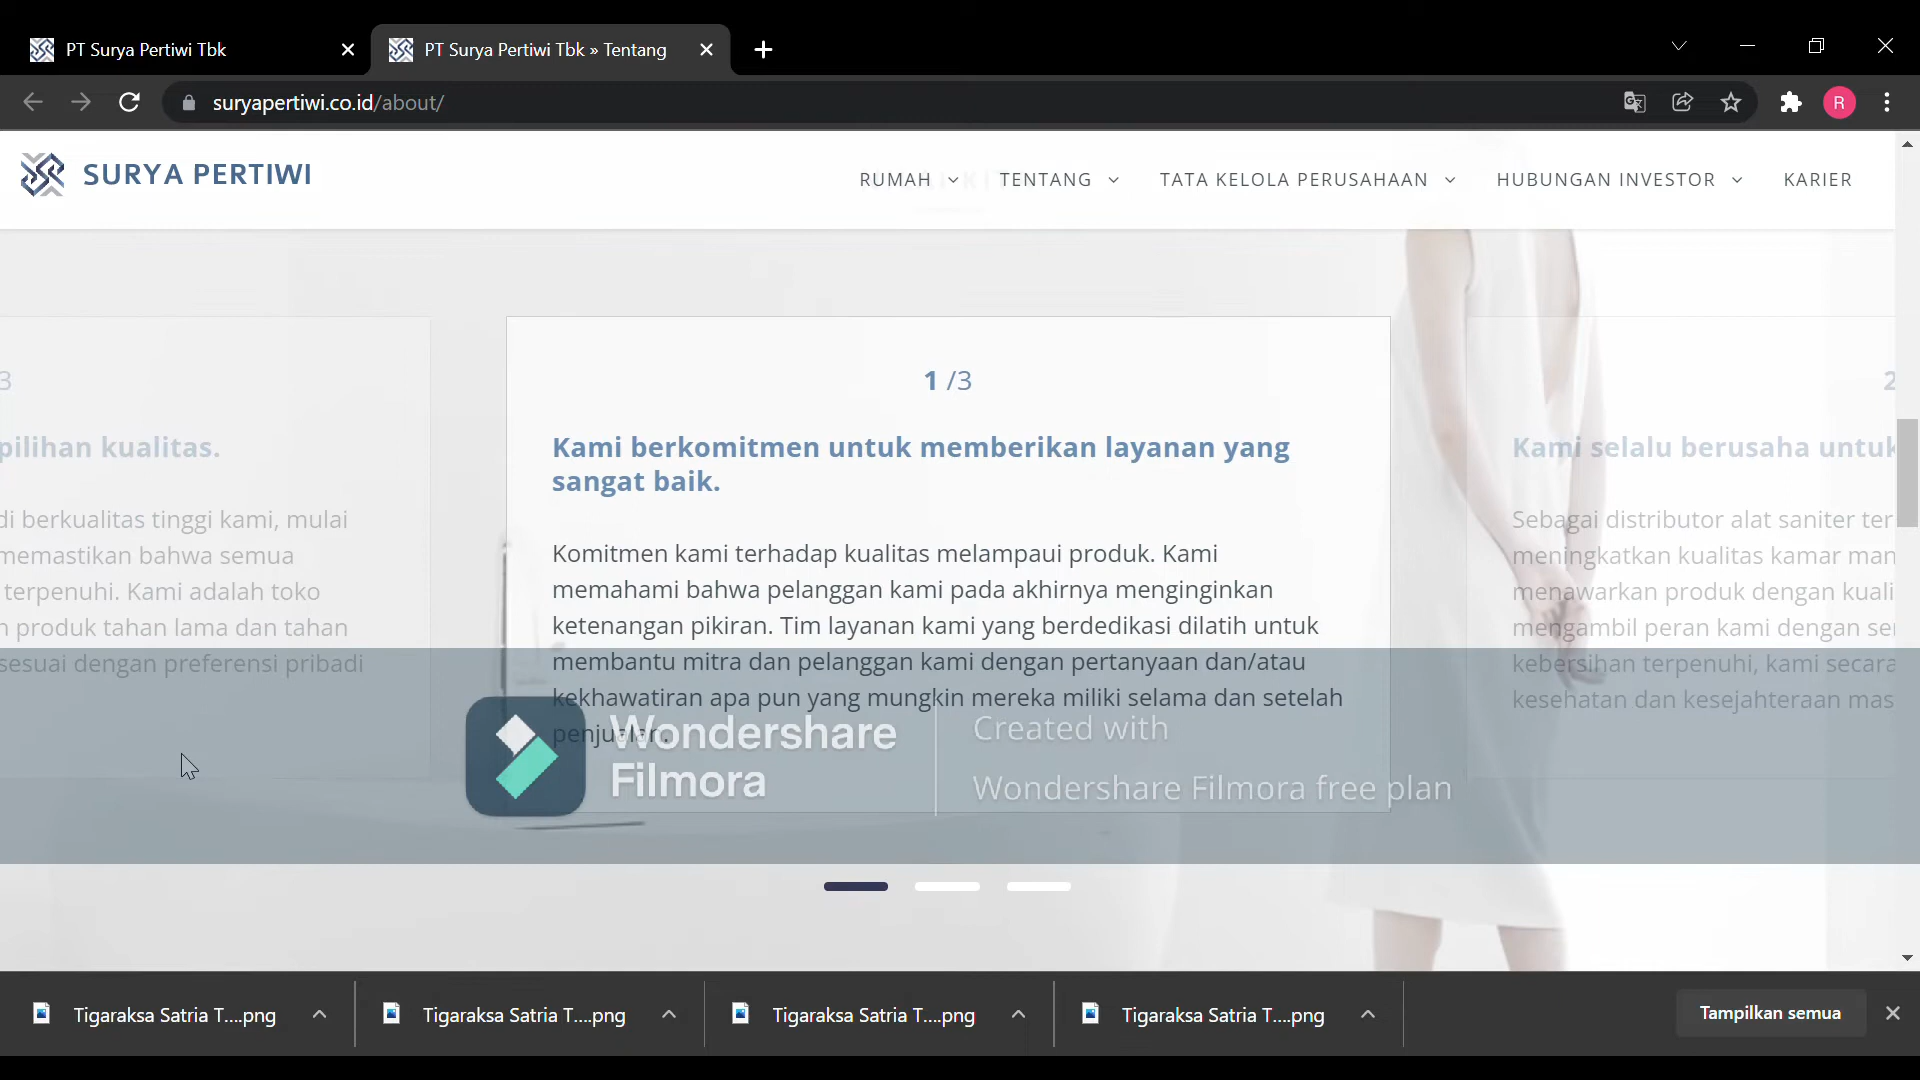 PT Surya Pertiwi Tbk
PT Surya Pertiwi Tbk » Tentang
suryapertiwi.co.id/about/
R
SURYA PERTIWI
RUMAH
TENTANG
TATA KELOLA PERUSAHAAN
HUBUNGAN INVESTOR
KARIER
/3
pilihan kualitas.
di berkualitas tinggi kami, mulai
memastikan bahwa semua
terpenuhi. Kami adalah toko
produk tahan lama dan tahan
sesuai dengan preferensi pribadi
1 /3
Kami berkomitmen untuk memberikan layanan yang
sangat baik.
Komitmen kami terhadap kualitas melampaui produk. Kami
memahami bahwa pelanggan kami pada akhirnya menginginkan
ketenangan pikiran. Tim layanan kami yang berdedikasi dilatih untuk
membantu mitra dan pelanggan kami dengan pertanyaan dan/atau
kekhawatiran apa pun yang mungkin mereka miliki selama dan setelah
penjualan.
2
Kami selalu berusaha untuk
Sebagai distributor alat saniter ter
meningkatkan kualitas kamar man
menawarkan produk dengan kuali
mengambil peran kami dengan ser
kebersihan terpenuhi, kami secara
kesehatan dan kesejahteraan mas
Wondershare
Filmora
Created with
Wondershare Filmora free plan
Tigaraksa Satria T....png
Tigaraksa Satria T....png
Tigaraksa Satria T....png
Tigaraksa Satria T....png
Tampilkan semua